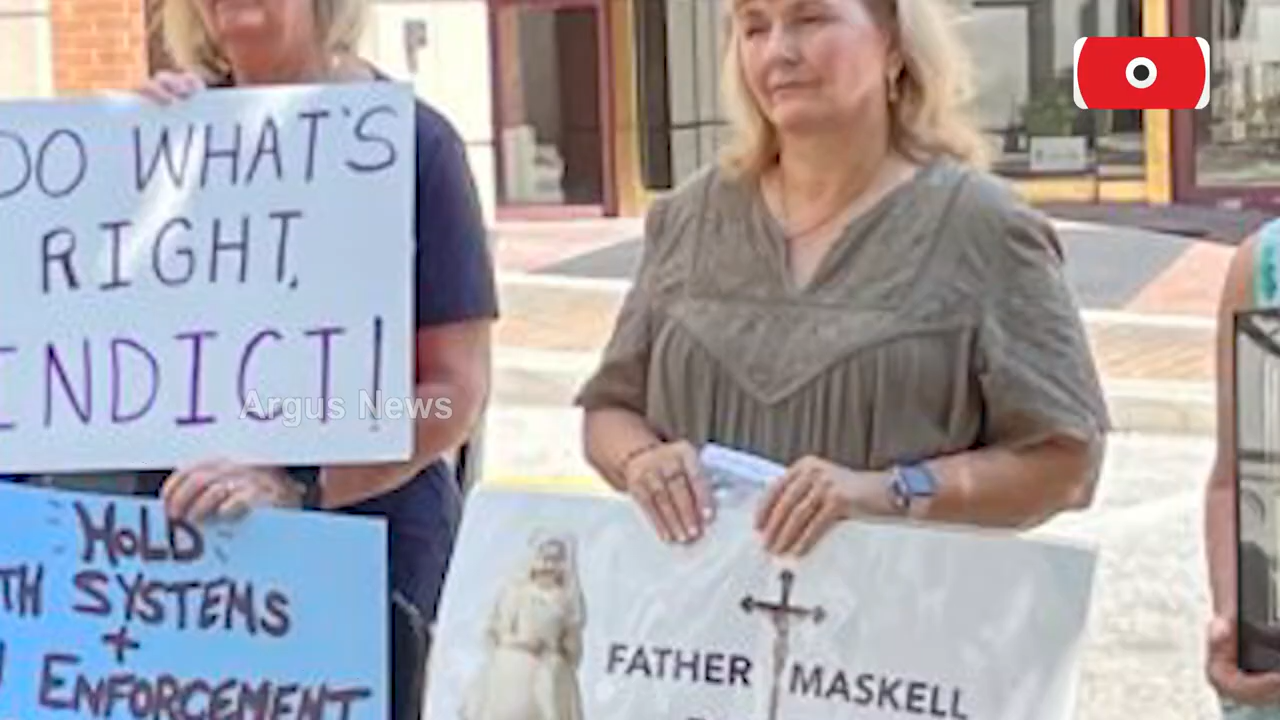 DO WHAT'S
RIGHT,
INDICT!
Argus News
HOLD
TH SYSTEMS
+
ENFORCEMENT
FATHER MASKELL